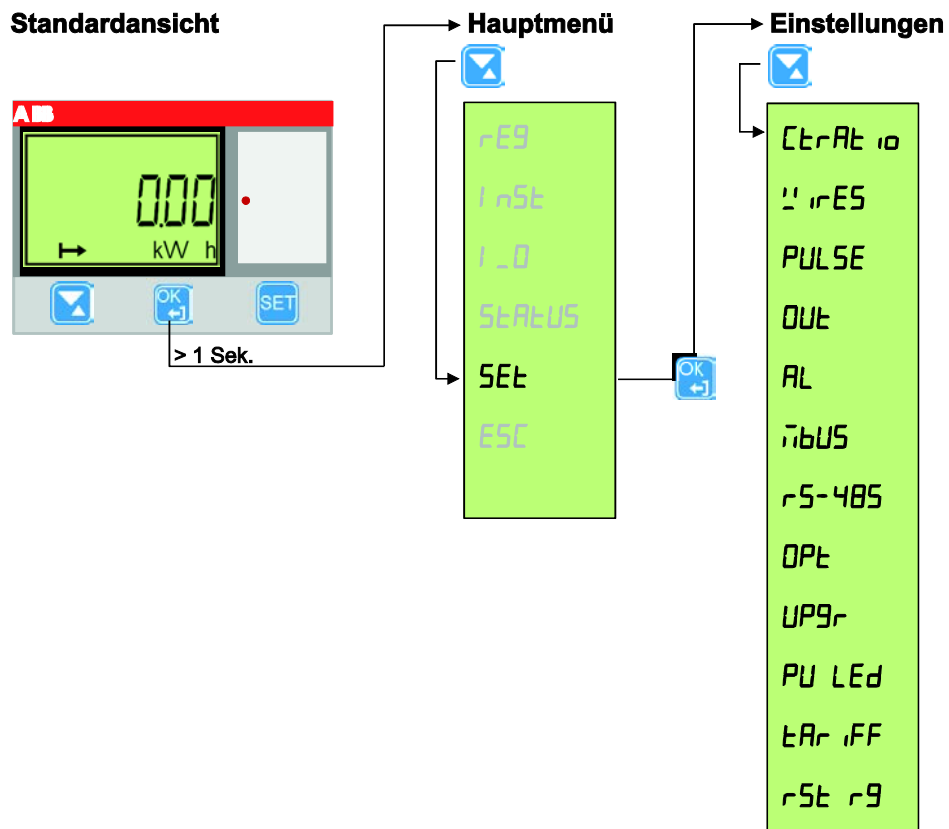 Standardansicht
ABB
0.00
kW h
OK
SET
> 1 Sek.
Hauptmenü
rEg
InSt
I_O
StAtUS
SEt
ESC
OK
Einstellungen
CtrAtio
WirES
PULSE
OUt
AL
mbUS
rS-485
OPt
UPgr
PU LEd
tAriFF
rSt rg